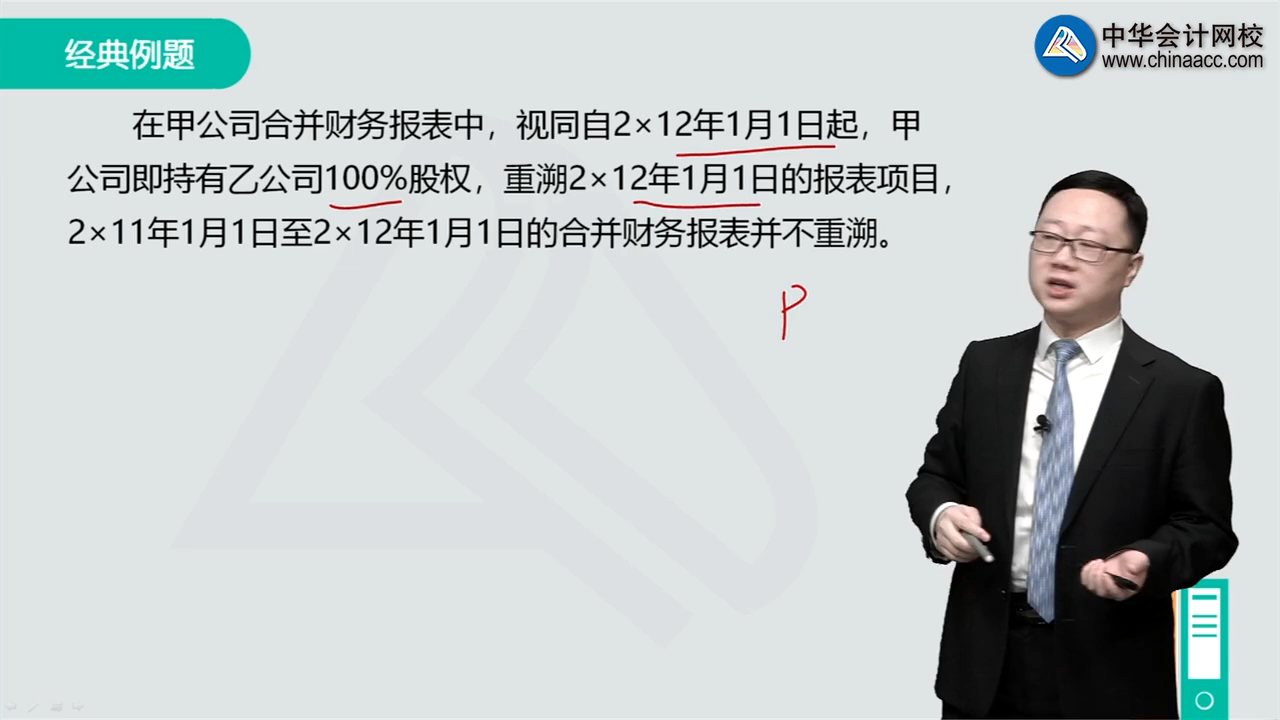 经典例题
中华会计网校
www.chinaacc.com
在甲公司合并财务报表中，视同自2×12年1月1日起，甲
公司即持有乙公司100%股权，重溯2×12年1月1日的报表项目，
2×11年1月1日至2×12年1月1日的合并财务报表并不重溯。
P